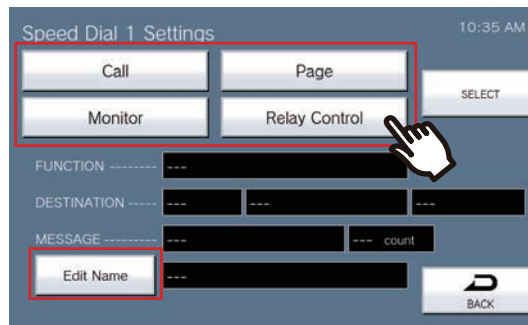 Speed Dial 1 Settings 10:35 AM
Call Page
SELECT
Monitor Relay Control
FUNCTION -------- ---
DESTINATION ----- --- --- ---
MESSAGE --------- --- --- count
Edit Name ---
BACK